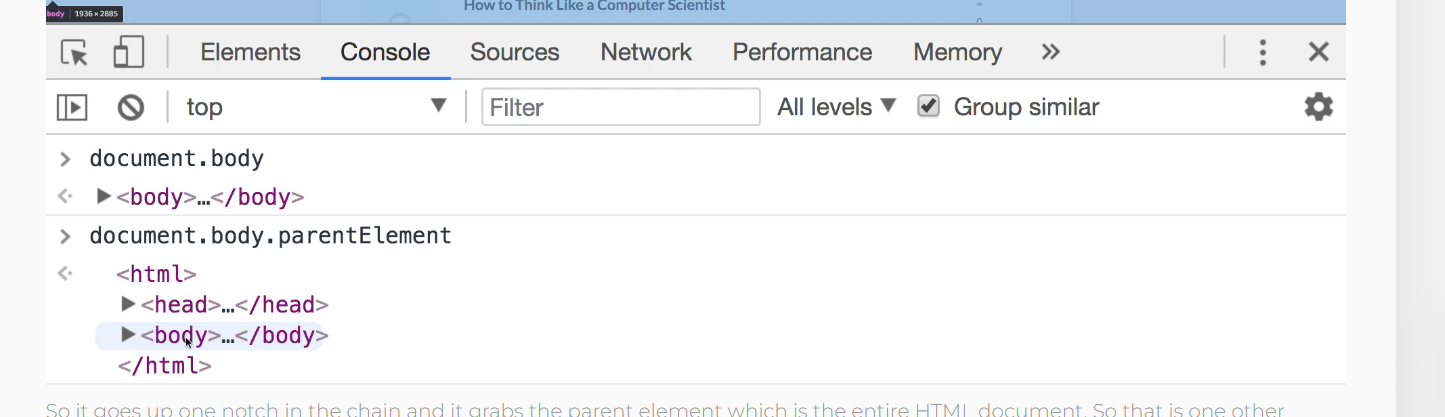 How to Think Like a Computer Scientist
body | 1936 × 2885
Elements Console Sources Network Performance Memory »
top Filter All levels Group similar
> document.body
<body>…</body>
> document.body.parentElement
<html>
<head>…</head>
<body>…</body>
</html>
So it goes up one notch in the chain and it grabs the parent element which is the entire HTML document. So that is one other